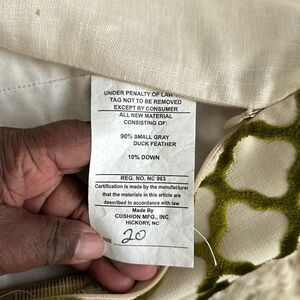 UNDER PENALTY OF LAW
TAG NOT TO BE REMOVED
EXCEPT BY CONSUMER
ALL NEW MATERIAL
CONSISTING OF:
90% SMALL GRAY
DUCK FEATHER
10% DOWN
REG. NO. NC 963
Certification is made by the manufacturer
that the materials in this article are
described in accordance with law
Made By
CUSHION MFG., INC.
HICKORY, NC
SIZE 20